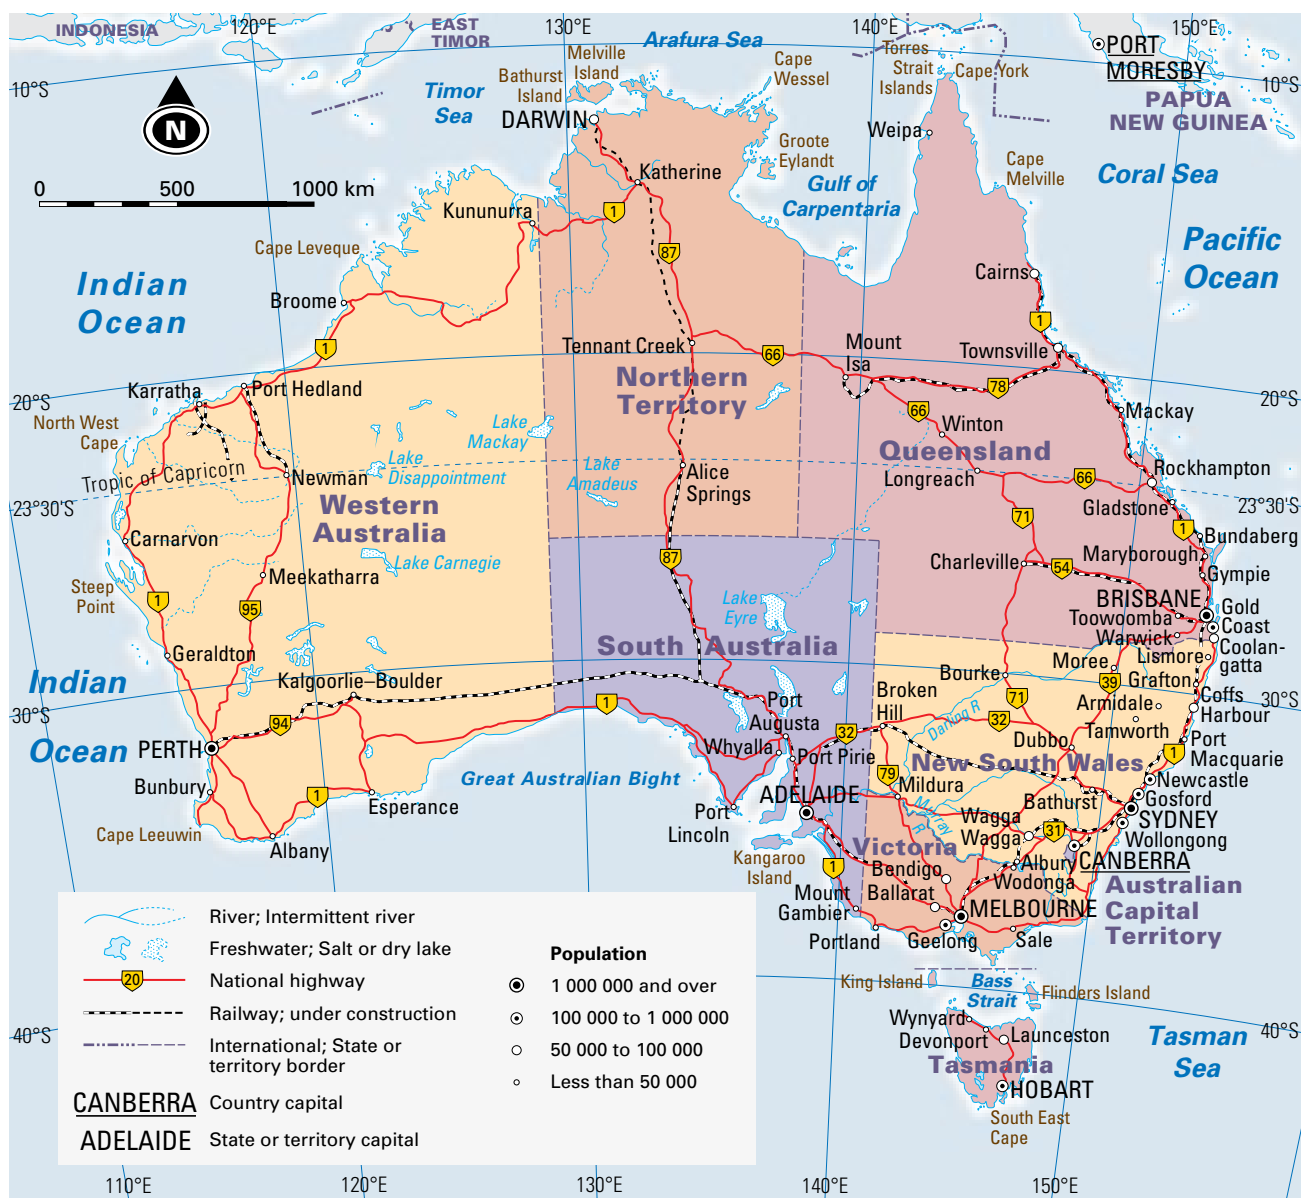 120°E
130°E
140°E
150°E
INDONESIA
EAST
TIMOR
Arafura Sea
Torres
Strait
Islands
Cape York
PORT
MORESBY
PAPUA
NEW GUINEA
10°S
10°S
Melville
Island
Bathurst
Island
Cape
Wessel
Timor
Sea
DARWIN
Weipa
N
Groote
Eylandt
Cape
Melville
Coral Sea
Katherine
Gulf of
Carpentaria
0 500 1000 km
Kununurra
1
87
Cape Leveque
Pacific
Ocean
Indian
Ocean
Broome
Cairns
1
1
Tennant Creek
66
Mount
Isa
Townsville
Northern
Territory
78
Karratha
Port Hedland
20°S
20°S
North West
Cape
Lake
Mackay
66
Winton
Mackay
Queensland
Tropic of Capricorn
Newman
Lake
Disappointment
Lake
Amadeus
Alice
Springs
Longreach
66
Rockhampton
23°30'S
23°30'S
Western
Australia
71
Gladstone
1
Bundaberg
Carnarvon
Lake Carnegie
87
Charleville
54
Maryborough
Gympie
Meekatharra
Steep
Point
1
95
Lake
Eyre
BRISBANE
Gold
Coast
Toowoomba
Warwick
Coolan-
gatta
South Australia
Geraldton
Moree
Lismore
Indian
Ocean
Kalgoorlie–Boulder
Bourke
39
Grafton
30°S
30°S
1
Port
Augusta
Broken
Hill
Darling R
71
32
Armidale
Coffs
Harbour
94
PERTH
Tamworth
Whyalla
32
Dubbo
Port
Macquarie
1
Port Pirie
New South Wales
Bunbury
Great Australian Bight
79
Mildura
Newcastle
1
Esperance
ADELAIDE
Bathurst
Gosford
Cape Leeuwin
Port
Lincoln
Murray
R
Wagga
Wagga
31
SYDNEY
Wollongong
Albany
Kangaroo
Island
Victoria
Albury
Wodonga
CANBERRA
1
Bendigo
Australian
Capital
Territory
Mount
Gambier
Ballarat
MELBOURNE
Portland
Geelong
Sale
King Island
Bass
Strait
Flinders Island
Wynyard
Devonport
Launceston
40°S
40°S
Tasmania
Tasman
Sea
HOBART
South East
Cape
River; Intermittent river
Freshwater; Salt or dry lake
20
National highway
Railway; under construction
International; State or
territory border
CANBERRA Country capital
ADELAIDE State or territory capital
Population
1 000 000 and over
100 000 to 1 000 000
50 000 to 100 000
Less than 50 000
110°E
120°E
130°E
140°E
150°E